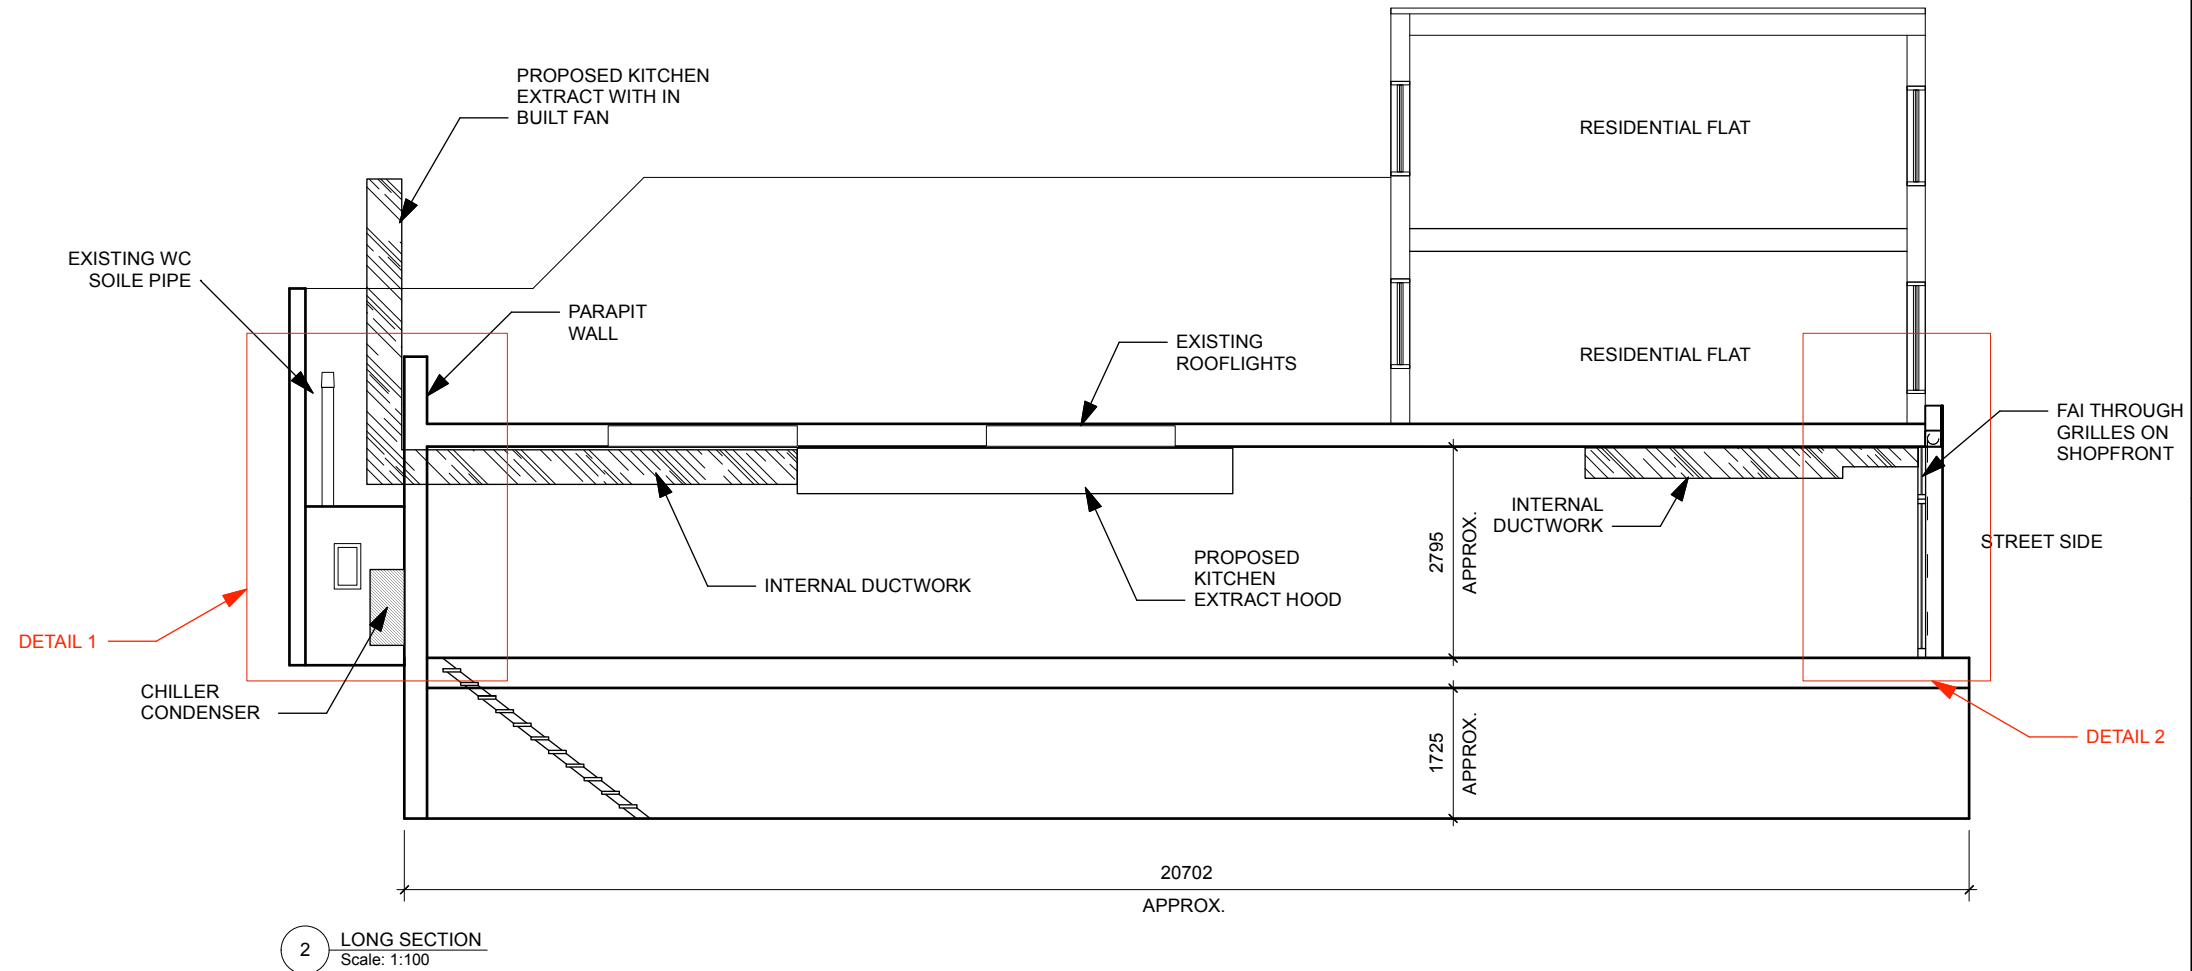 PROPOSED KITCHEN
EXTRACT WITH IN
BUILT FAN
RESIDENTIAL FLAT
EXISTING WC
SOILE PIPE
PARAPIT
WALL
EXISTING
ROOFLIGHTS
RESIDENTIAL FLAT
FAI THROUGH
GRILLES ON
SHOPFRONT
INTERNAL
DUCTWORK
STREET SIDE
2795
APPROX.
INTERNAL DUCTWORK
PROPOSED
KITCHEN
EXTRACT HOOD
DETAIL 1
CHILLER
CONDENSER
1725
APPROX.
DETAIL 2
20702
APPROX.
2
LONG SECTION
Scale: 1:100